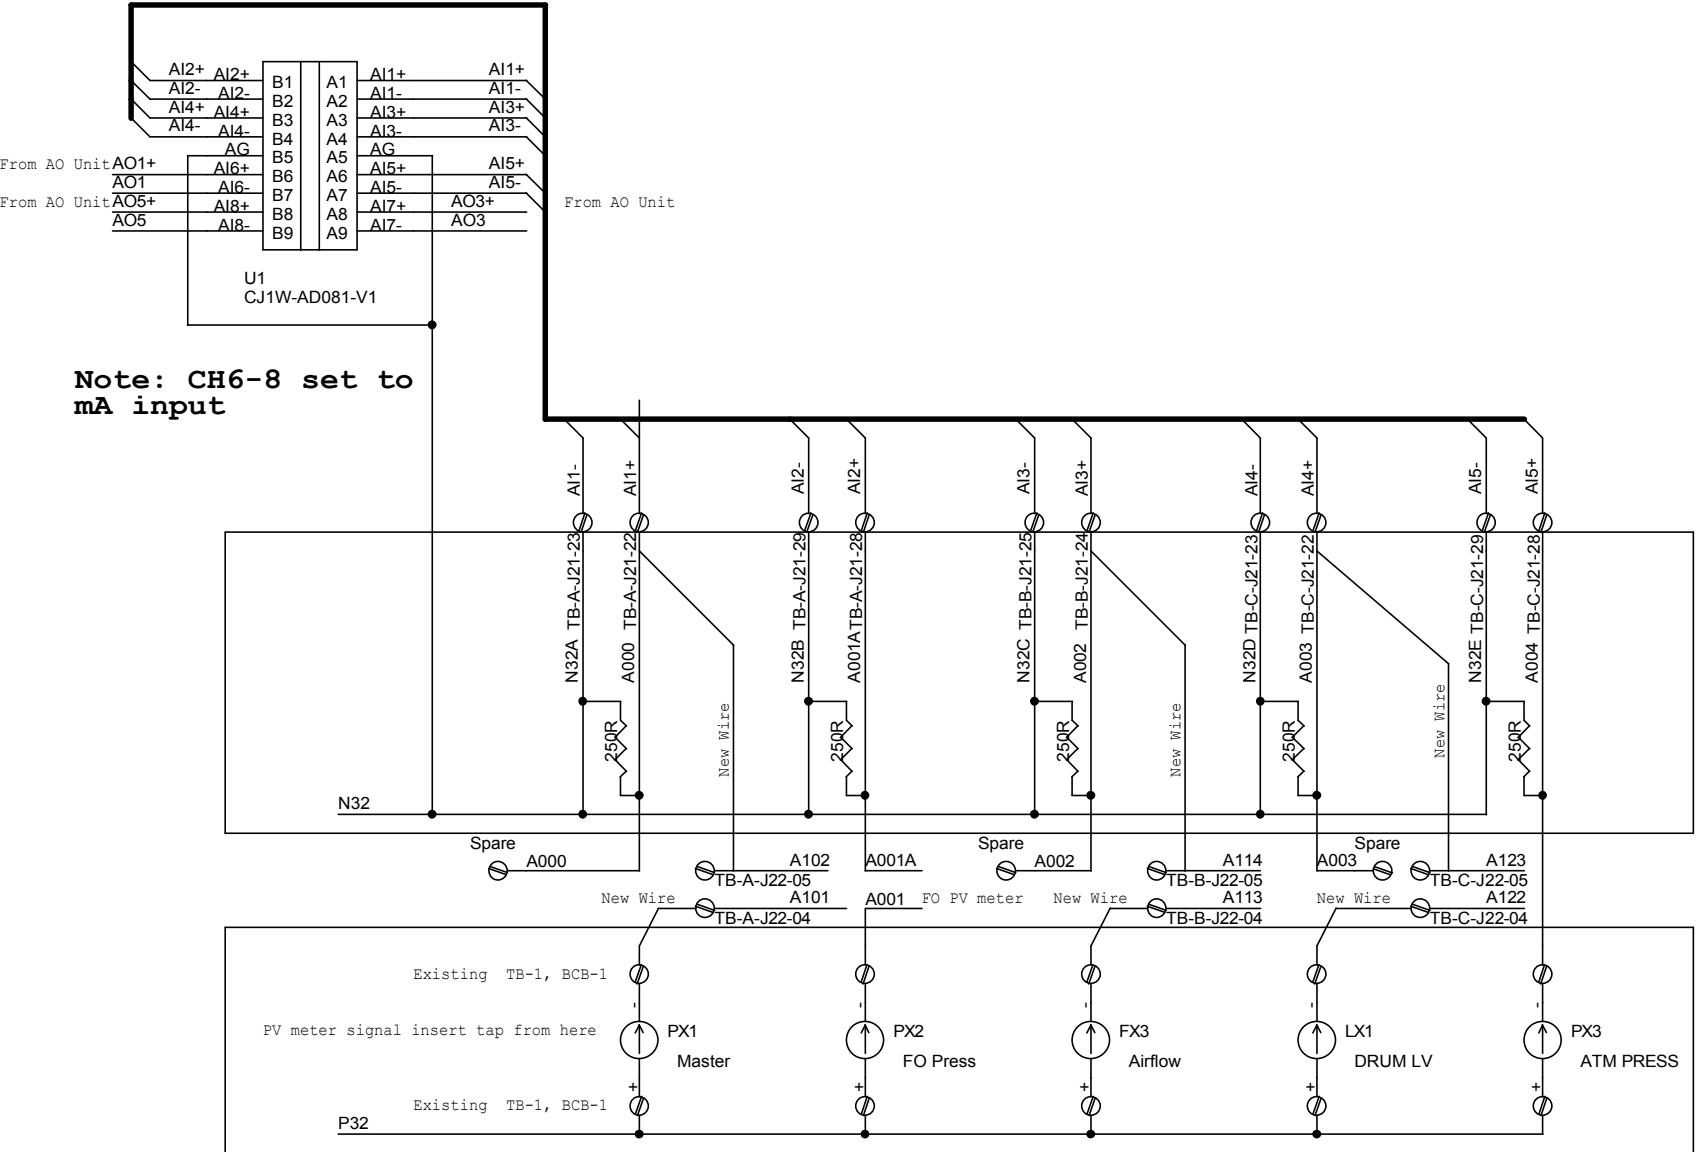 AI2+ AI2+ B1 A1 AI1+ AI1+
AI2- AI2- B2 A2 AI1- AI1-
AI4+ AI4+ B3 A3 AI3+ AI3+
AI4- AI4- B4 A4 AI3- AI3-
AG B5 A5 AG
From AO Unit AO1+ AI6+ B6 A6 AI5+ AI5+
AO1 AI6- B7 A7 AI5- AI5-
From AO Unit AO5+ AI8+ B8 A8 AI7+ AO3+ From AO Unit
AO5 AI8- B9 A9 AI7- AO3
U1
CJ1W-AD081-V1
Note: CH6-8 set to
mA input
AI1-
AI1+
AI2-
AI2+
AI3-
AI3+
AI4-
AI4+
AI5-
AI5+
N32A TB-A-J21-23
A000 TB-A-J21-22
N32B TB-A-J21-29
A001A TB-A-J21-28
N32C TB-B-J21-25
A002 TB-B-J21-24
N32D TB-C-J21-23
A003 TB-C-J21-22
N32E TB-C-J21-29
A004 TB-C-J21-28
250R
New Wire
250R
250R
New Wire
250R
New Wire
250R
N32
Spare
Spare
Spare
A000
A102
A001A
A002
A114
A003
A123
TB-A-J22-05
TB-B-J22-05
TB-C-J22-05
New Wire
A101
A001
FO PV meter
New Wire
A113
New Wire
A122
TB-A-J22-04
TB-B-J22-04
TB-C-J22-04
Existing TB-1, BCB-1
- - - - -
PV meter signal insert tap from here
PX1
PX2
FX3
LX1
PX3
Master
FO Press
Airflow
DRUM LV
ATM PRESS
+ + + + +
Existing TB-1, BCB-1
P32